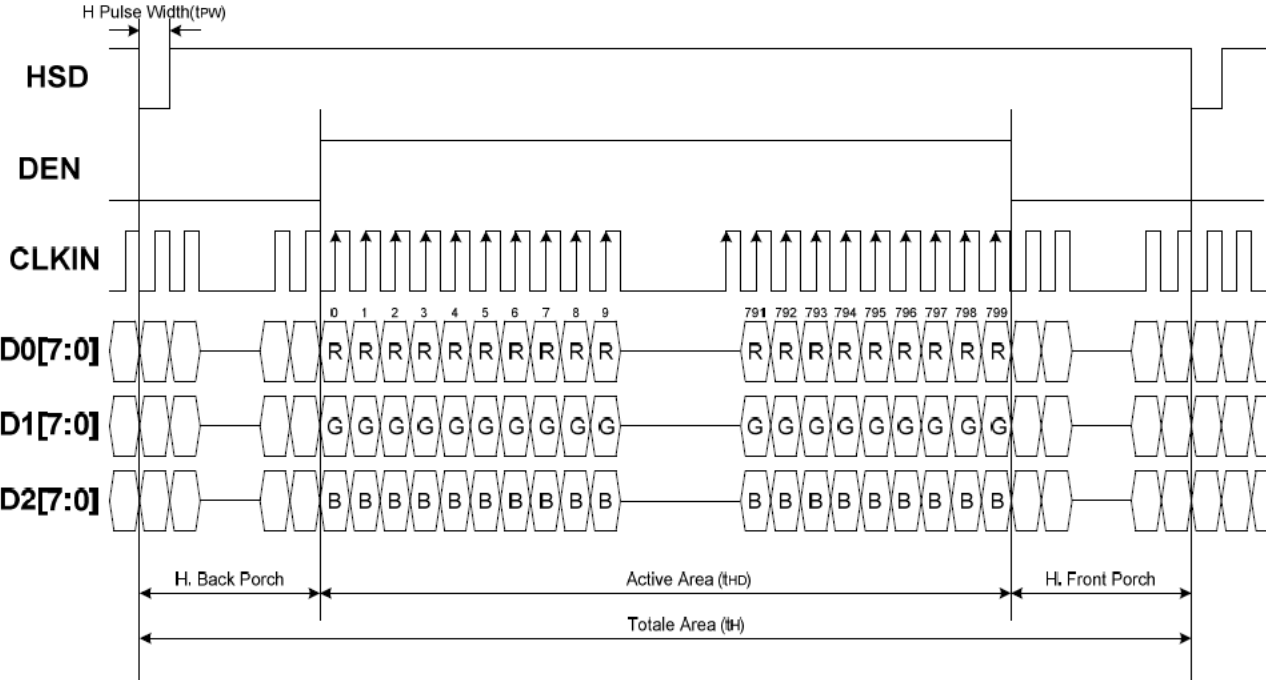 H Pulse Width(tPW)
HSD
DEN
CLKIN
0 1 2 3 4 5 6 7 8 9 791 792 793 794 795 796 797 798 799
D0[7:0] R R R R R R R R R R R R R R R R R R R
D1[7:0] G G G G G G G G G G G G G G G G G G G
D2[7:0] B B B B B B B B B B B B B B B B B B B
H. Back Porch Active Area (tHD) H. Front Porch
Totale Area (tH)